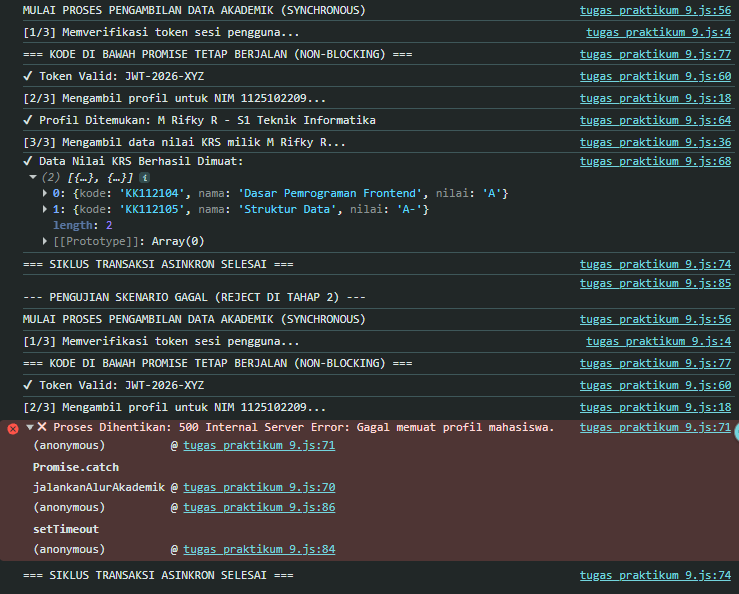 MULAI PROSES PENGAMBILAN DATA AKADEMIK (SYNCHRONOUS) tugas praktikum 9.js:56
[1/3] Memverifikasi token sesi pengguna... tugas praktikum 9.js:4
=== KODE DI BAWAH PROMISE TETAP BERJALAN (NON-BLOCKING) === tugas praktikum 9.js:77
✔ Token Valid: JWT-2026-XYZ tugas praktikum 9.js:60
[2/3] Mengambil profil untuk NIM 1125102209... tugas praktikum 9.js:18
✔ Profil Ditemukan: M Rifky R - S1 Teknik Informatika tugas praktikum 9.js:64
[3/3] Mengambil data nilai KRS milik M Rifky R... tugas praktikum 9.js:36
✔ Data Nilai KRS Berhasil Dimuat: tugas praktikum 9.js:68
▼ (2) [{…}, {…}] i
▶ 0: {kode: 'KK112104', nama: 'Dasar Pemrograman Frontend', nilai: 'A'}
▶ 1: {kode: 'KK112105', nama: 'Struktur Data', nilai: 'A-'}
length: 2
▶ [[Prototype]]: Array(0)
=== SIKLUS TRANSAKSI ASINKRON SELESAI === tugas praktikum 9.js:74
tugas praktikum 9.js:85
--- PENGUJIAN SKENARIO GAGAL (REJECT DI TAHAP 2) ---
MULAI PROSES PENGAMBILAN DATA AKADEMIK (SYNCHRONOUS) tugas praktikum 9.js:56
[1/3] Memverifikasi token sesi pengguna... tugas praktikum 9.js:4
=== KODE DI BAWAH PROMISE TETAP BERJALAN (NON-BLOCKING) === tugas praktikum 9.js:77
✔ Token Valid: JWT-2026-XYZ tugas praktikum 9.js:60
[2/3] Mengambil profil untuk NIM 1125102209... tugas praktikum 9.js:18
▼ ✕ Proses Dihentikan: 500 Internal Server Error: Gagal memuat profil mahasiswa. tugas praktikum 9.js:71
(anonymous) @ tugas praktikum 9.js:71
Promise.catch
jalankanAlurAkademik @ tugas praktikum 9.js:70
(anonymous) @ tugas praktikum 9.js:86
setTimeout
(anonymous) @ tugas praktikum 9.js:84
=== SIKLUS TRANSAKSI ASINKRON SELESAI === tugas praktikum 9.js:74